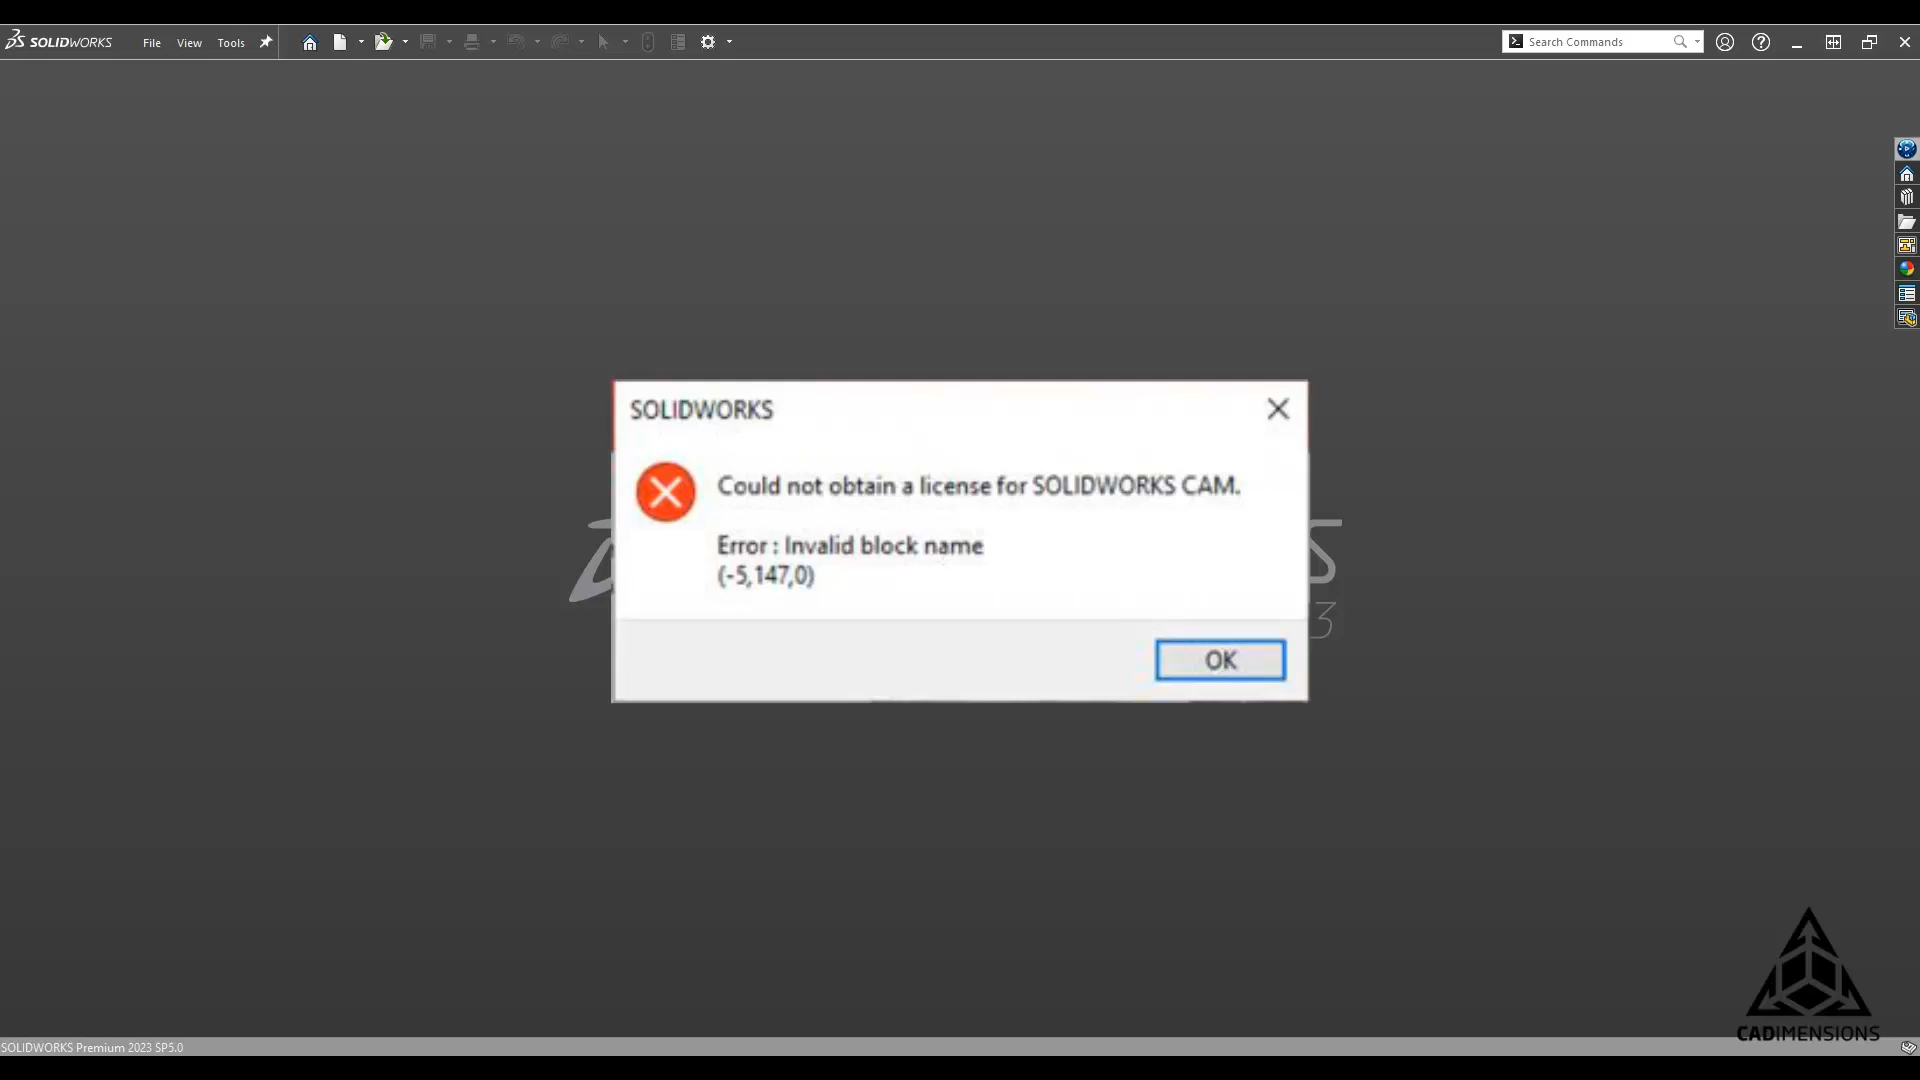 SOLIDWORKS File View Tools Search Commands
SOLIDWORKS
Could not obtain a license for SOLIDWORKS CAM.
Error : Invalid block name
(-5,147,0)
OK
S
3
CADIMENSIONS
SOLIDWORKS Premium 2023 SP5.0